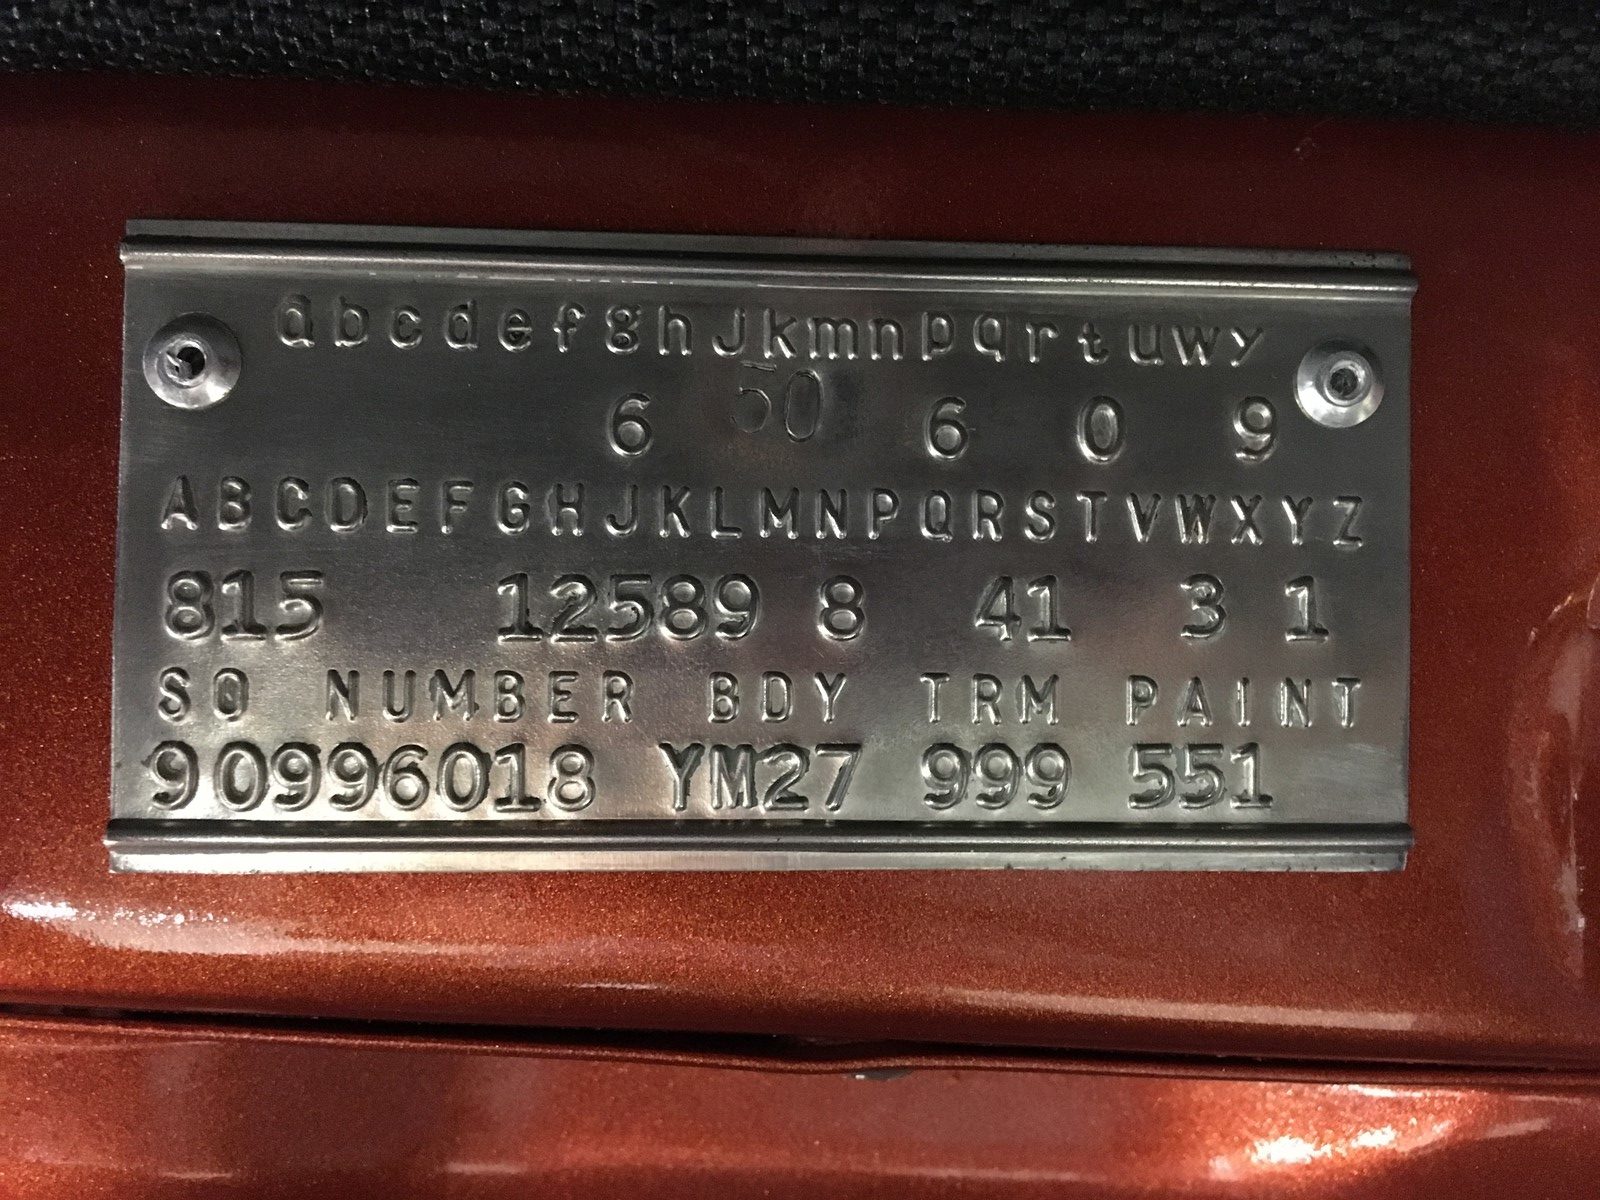 abcdefghjkmnpqrtuwy
6 50 6 0 9
ABCDEFGHJKLMNPQRSTVWXYZ
815 12589 8 41 3 1
SO NUMBER BDY TRM PAINT
90996018 YM27 999 551